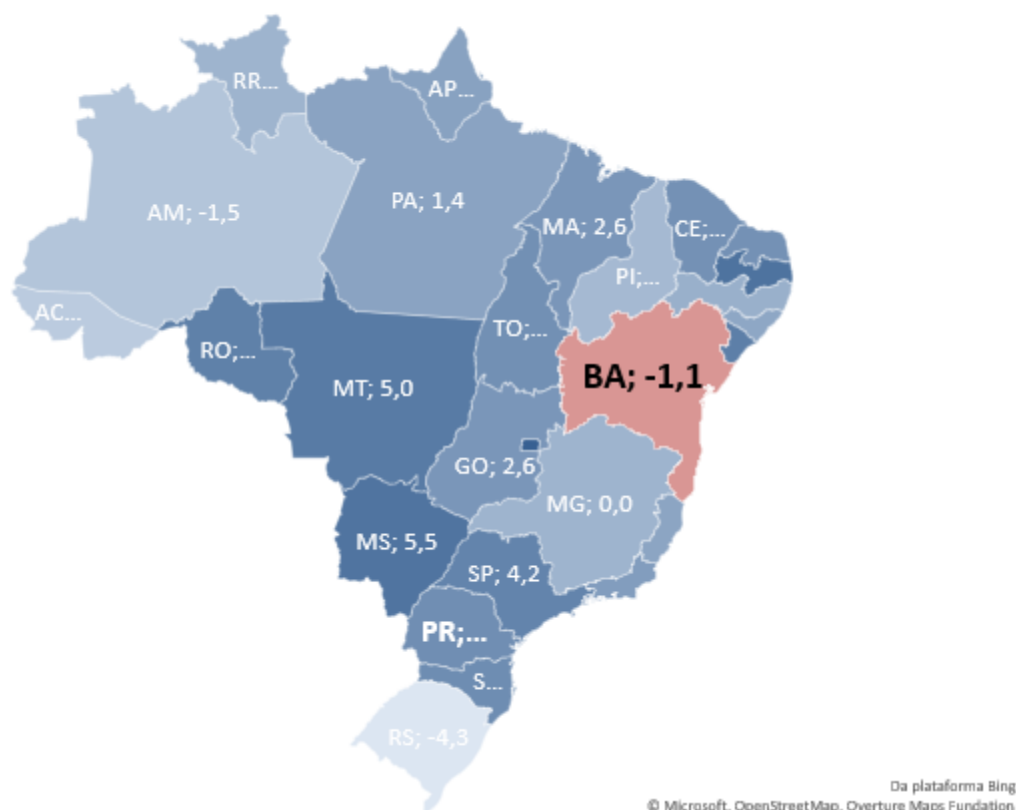 RR...
AP...
AM; -1,5
PA; 1,4
MA; 2,6
CE;...
PI;...
AC...
RO;...
TO;...
MT; 5,0
BA; -1,1
GO; 2,6
MG; 0,0
MS; 5,5
SP; 4,2
PR;...
S...
RS; -4,3
Da plataforma Bing
© Microsoft, OpenStreetMap, Overture Maps Fundation